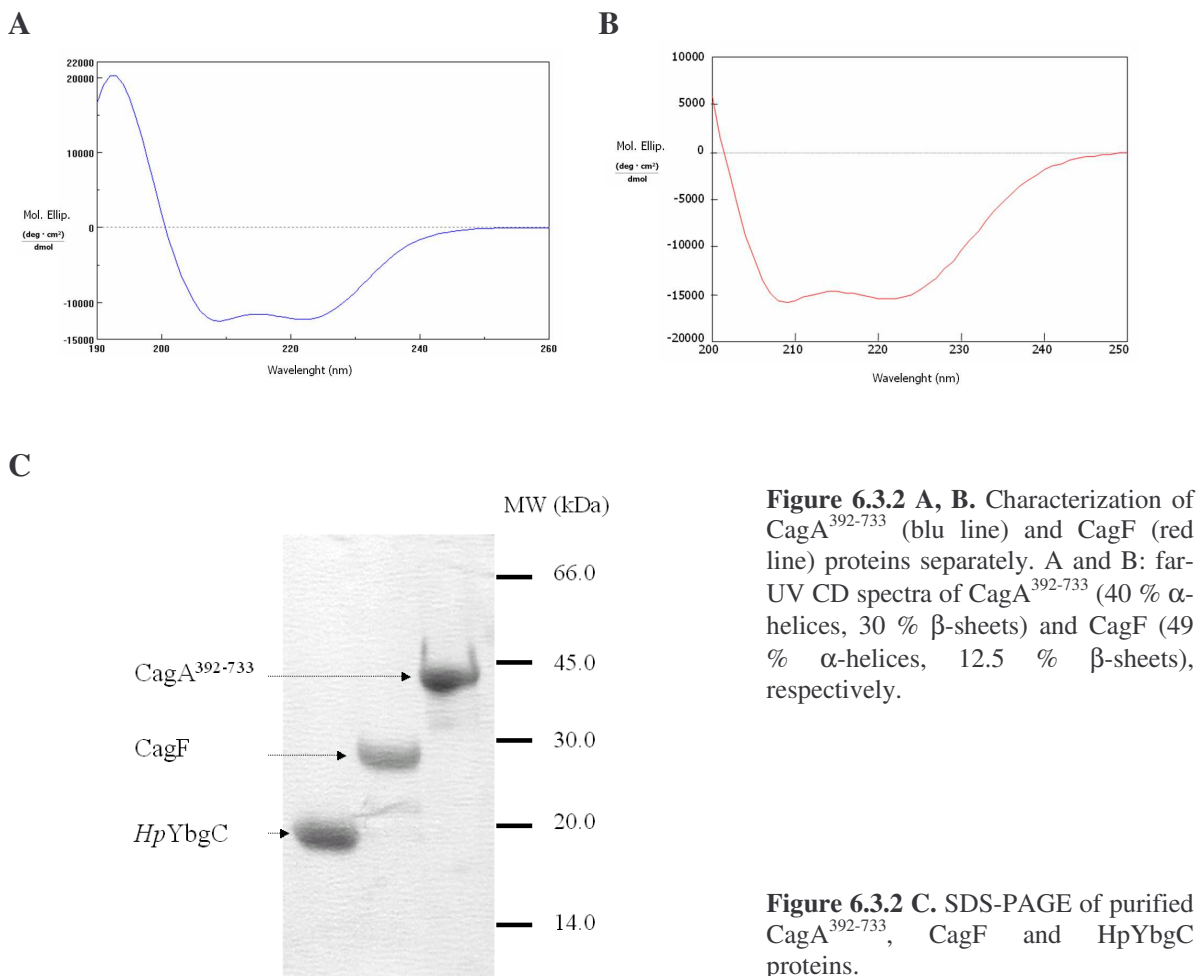 A
22000
20000
10000
Mol. Ellip.
(deg · cm²)
dmol
0
-10000
-15000
190
200
220
240
260
Wavelenght (nm)
B
10000
5000
Mol. Ellip.
(deg · cm²)
dmol
0
-5000
-10000
-15000
-20000
200
210
220
230
240
250
Wavelenght (nm)
C
MW (kDa)
66.0
CagA³⁹²⁻⁷³³
45.0
CagF
30.0
HpYbgC
20.0
14.0
Figure 6.3.2 A, B. Characterization of
CagA³⁹²⁻⁷³³ (blu line) and CagF (red
line) proteins separately. A and B: far-
UV CD spectra of CagA³⁹²⁻⁷³³ (40 % α-
helices, 30 % β-sheets) and CagF (49
% α-helices, 12.5 % β-sheets),
respectively.
Figure 6.3.2 C. SDS-PAGE of purified
CagA³⁹²⁻⁷³³, CagF and HpYbgC
proteins.